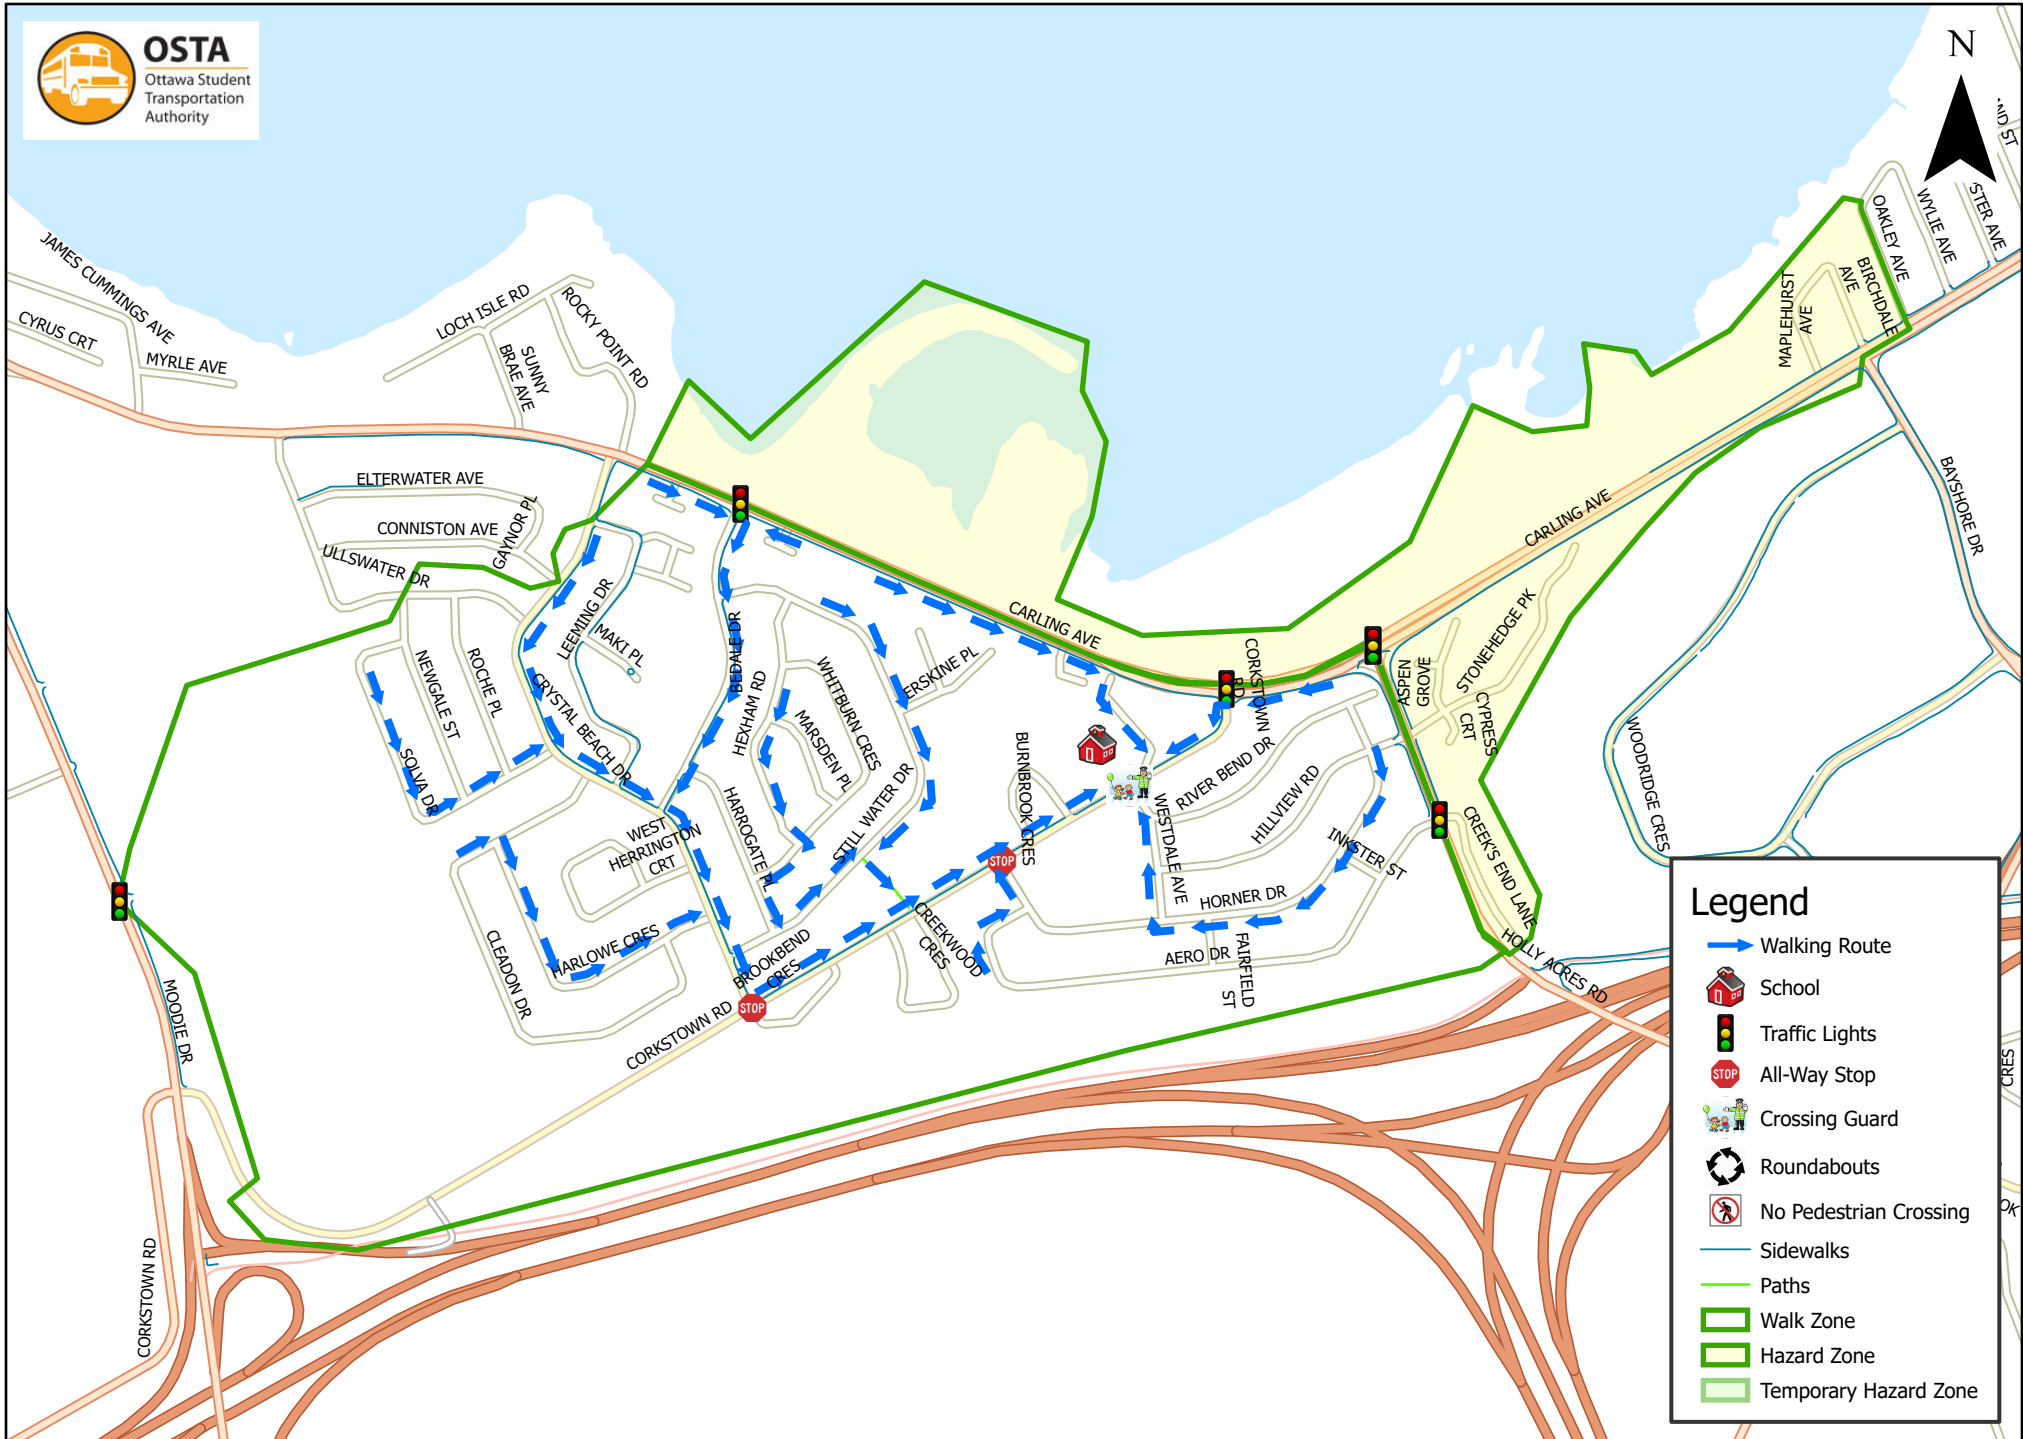 OSTA
Ottawa Student
Transportation
Authority
N
JAMES CUMMINGS AVE
CYRUS CRT
MYRLE AVE
LOCH ISLE RD
ROCKY POINT RD
SUNNY
BRAE AVE
OAKLEY AVE
WYLIE AVE
STER AVE
ND ST
BIRCHDALE
AVE
MAPLEHURST
AVE
BAYSHORE DR
ELTERWATER AVE
CONNISTON AVE
GAYNOR PL
ULLSWATER DR
CARLING AVE
CARLING AVE
LEEMING DR
MAKI PL
BEDALE DR
NEWGALE ST
ROCHE PL
SOLVA DR
CRYSTAL BEACH DR
HEXHAM RD
WHITBURN CRES
MARSDEN PL
ERSKINE PL
STILL WATER DR
HARROGATE PL
WEST
HERRINGTON
CRT
CORKSTOWN
RD
ASPEN
GROVE
STONEHEDGE PK
CYPRESS
CRT
WOODRIDGE CRES
RIVER BEND DR
HILLVIEW RD
INKSTER ST
BURNBROOK CRES
WESTDALE AVE
HORNER DR
AERO DR
FAIRFIELD
ST
CREEK'S END LANE
HOLLY ACRES RD
CREEKWOOD
CRES
BROOKBEND
CRES
HARLOWE CRES
CLEADON DR
CORKSTOWN RD
MOODIE DR
CORKSTOWN RD
STOP
STOP
CRES
OK
Legend
Walking Route
School
Traffic Lights
STOP
All-Way Stop
Crossing Guard
Roundabouts
No Pedestrian Crossing
Sidewalks
Paths
Walk Zone
Hazard Zone
Temporary Hazard Zone